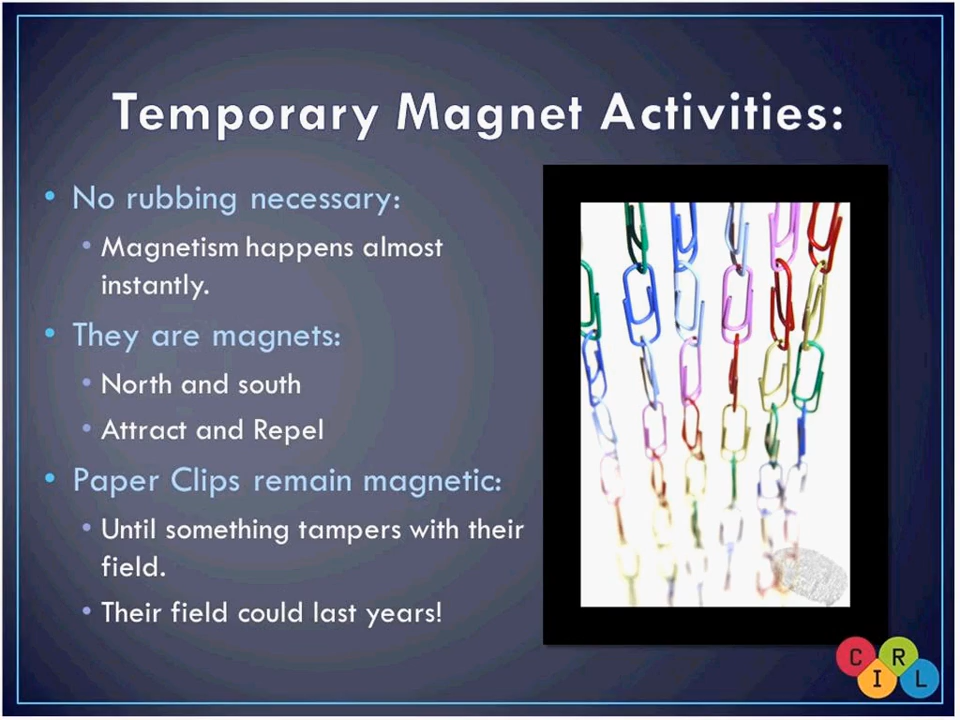 Temporary Magnet Activities:
• No rubbing necessary:
• Magnetism happens almost
instantly.
• They are magnets:
• North and south
• Attract and Repel
• Paper Clips remain magnetic:
• Until something tampers with their
field.
• Their field could last years!
C R
I L